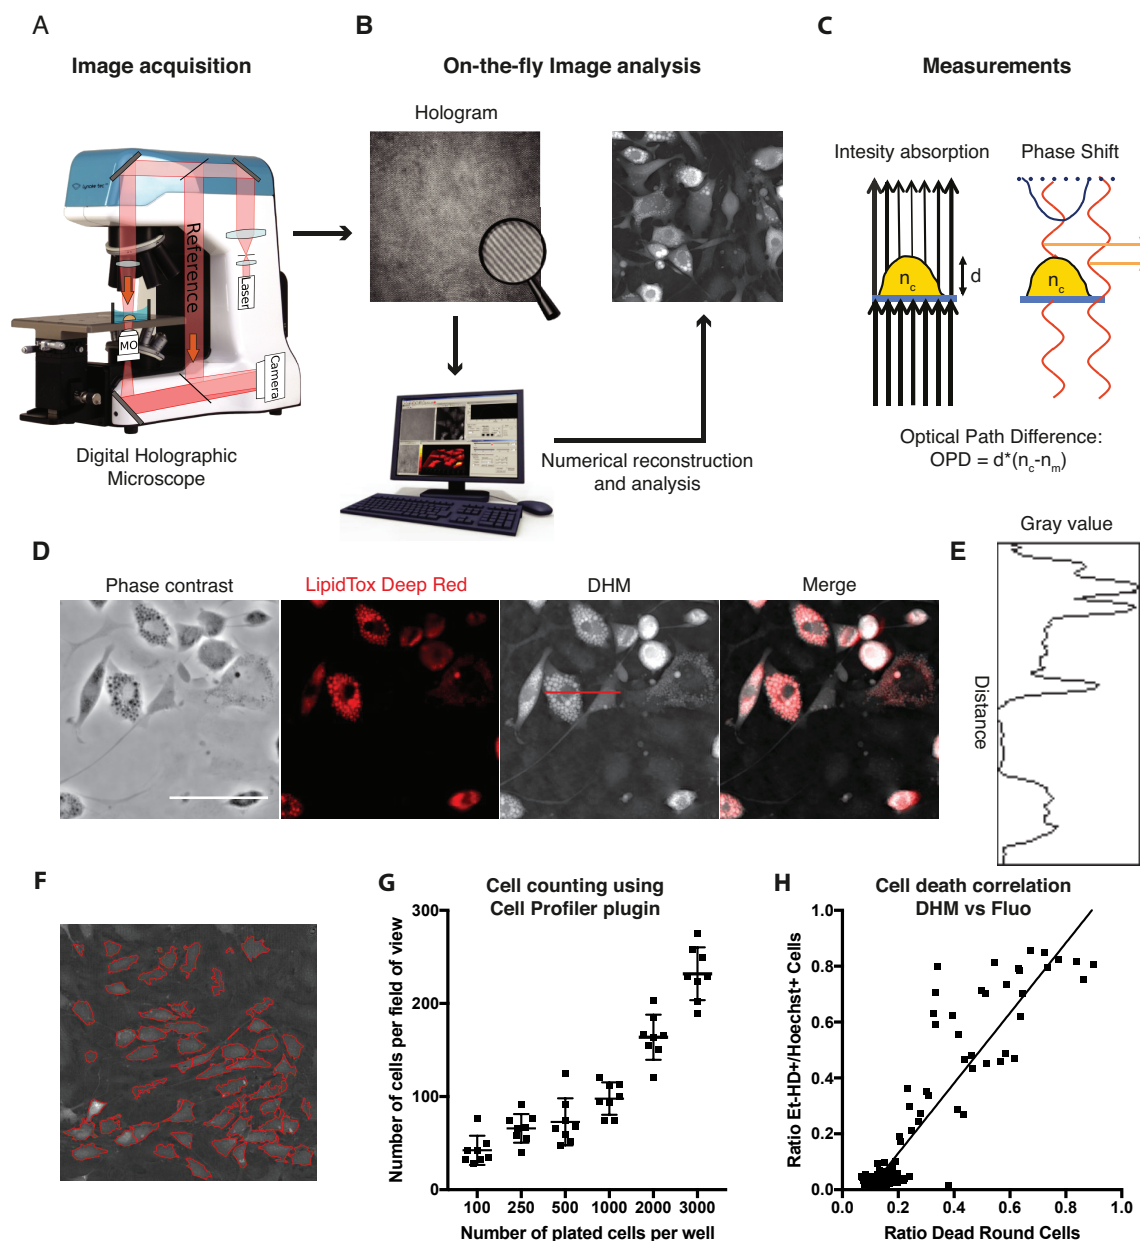 A
Image acquisition
Reference
Laser
MO
Camera
Digital Holographic
Microscope
B
On-the-fly Image analysis
Hologram
Numerical reconstruction
and analysis
C
Measurements
Intesity absorption
Phase Shift
n_c
d
n_c
Optical Path Difference:
OPD = d*(n_c-n_m)
D
Phase contrast
LipidTox Deep Red
DHM
Merge
E
Gray value
Distance
F
G
Cell counting using
Cell Profiler plugin
Number of cells per field of view
300
200
100
0
100 250 500 1000 2000 3000
Number of plated cells per well
H
Cell death correlation
DHM vs Fluo
Ratio Et-HD+/Hoechst+ Cells
1.0
0.8
0.6
0.4
0.2
0.0
0.0 0.2 0.4 0.6 0.8 1.0
Ratio Dead Round Cells